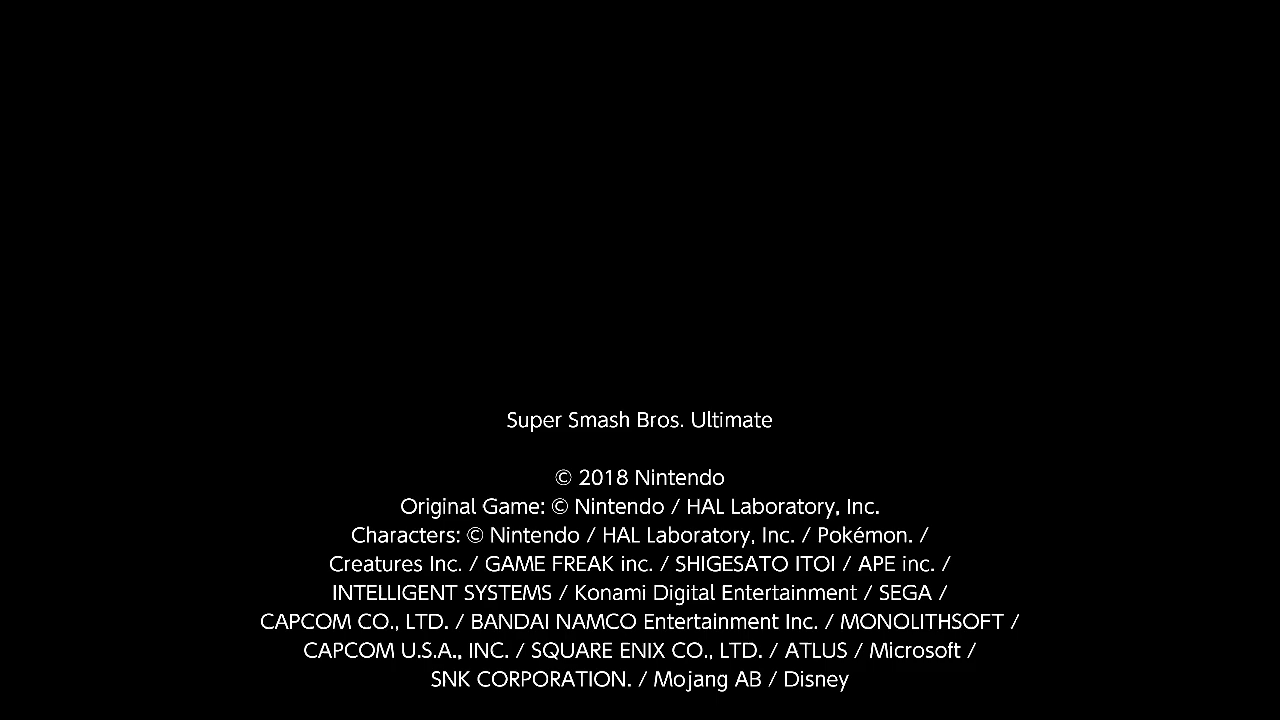 Super Smash Bros. Ultimate
© 2018 Nintendo
Original Game: © Nintendo / HAL Laboratory, Inc.
Characters: © Nintendo / HAL Laboratory, Inc. / Pokémon. /
Creatures Inc. / GAME FREAK inc. / SHIGESATO ITOI / APE inc. /
INTELLIGENT SYSTEMS / Konami Digital Entertainment / SEGA /
CAPCOM CO., LTD. / BANDAI NAMCO Entertainment Inc. / MONOLITHSOFT /
CAPCOM U.S.A., INC. / SQUARE ENIX CO., LTD. / ATLUS / Microsoft /
SNK CORPORATION. / Mojang AB / Disney